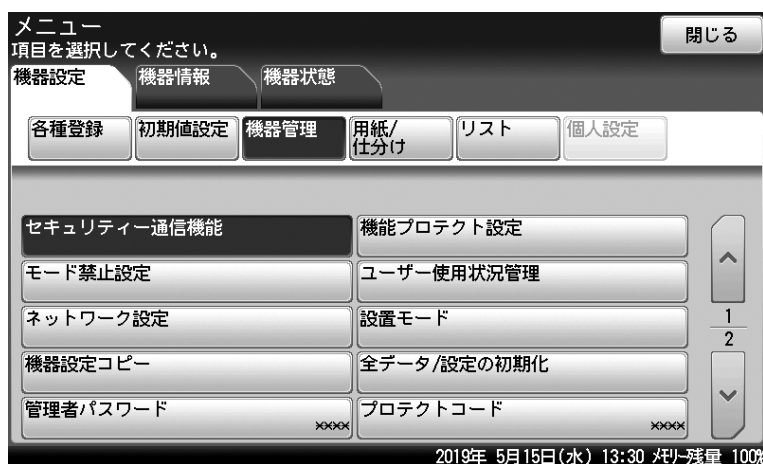 メニュー
項目を選択してください。
閉じる
機器設定 機器情報 機器状態
各種登録 初期値設定 機器管理 用紙/
仕分け リスト 個人設定
セキュリティー通信機能 機能プロテクト設定
モード禁止設定 ユーザー使用状況管理
ネットワーク設定 設置モード
1
2
機器設定コピー 全データ/設定の初期化
管理者パスワード ×××× プロテクトコード ××××
2019年 5月15日(水) 13:30 メモリー残量 100%